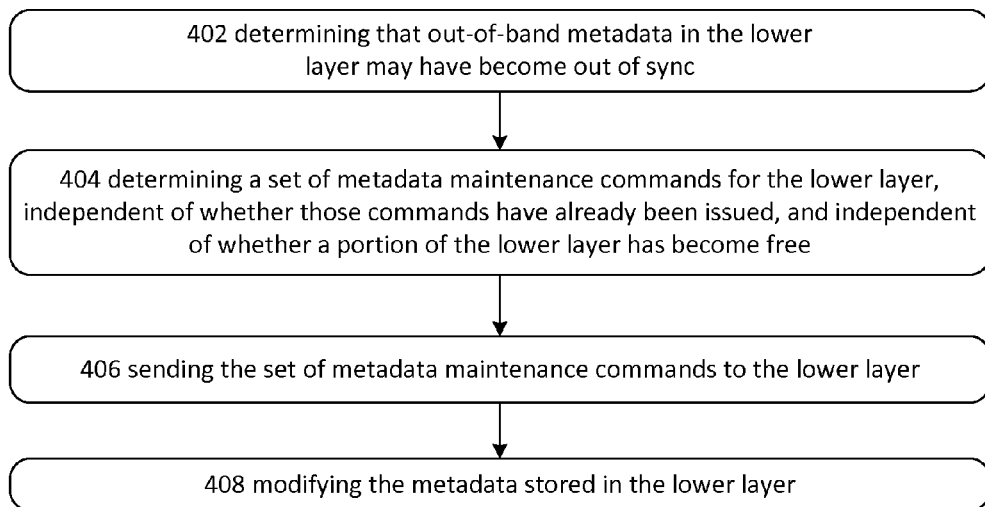 402 determining that out-of-band metadata in the lower
layer may have become out of sync
404 determining a set of metadata maintenance commands for the lower layer,
independent of whether those commands have already been issued, and independent
of whether a portion of the lower layer has become free
406 sending the set of metadata maintenance commands to the lower layer
408 modifying the metadata stored in the lower layer